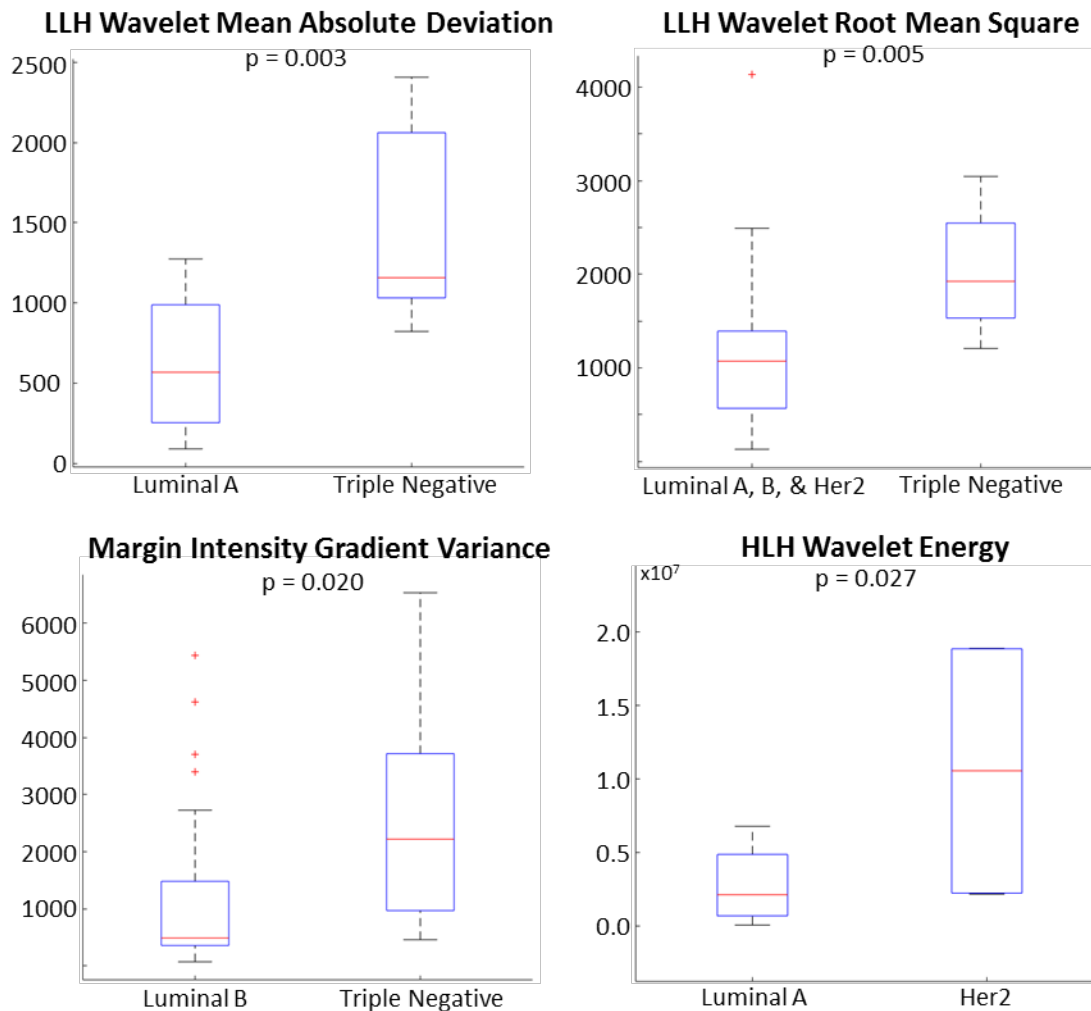 LLH Wavelet Mean Absolute Deviation
p = 0.003
2500
2000
1500
1000
500
0
Luminal A
Triple Negative
LLH Wavelet Root Mean Square
p = 0.005
4000
3000
2000
1000
Luminal A, B, & Her2
Triple Negative
Margin Intensity Gradient Variance
p = 0.020
6000
5000
4000
3000
2000
1000
Luminal B
Triple Negative
HLH Wavelet Energy
x10⁷
p = 0.027
2.0
1.5
1.0
0.5
0.0
Luminal A
Her2